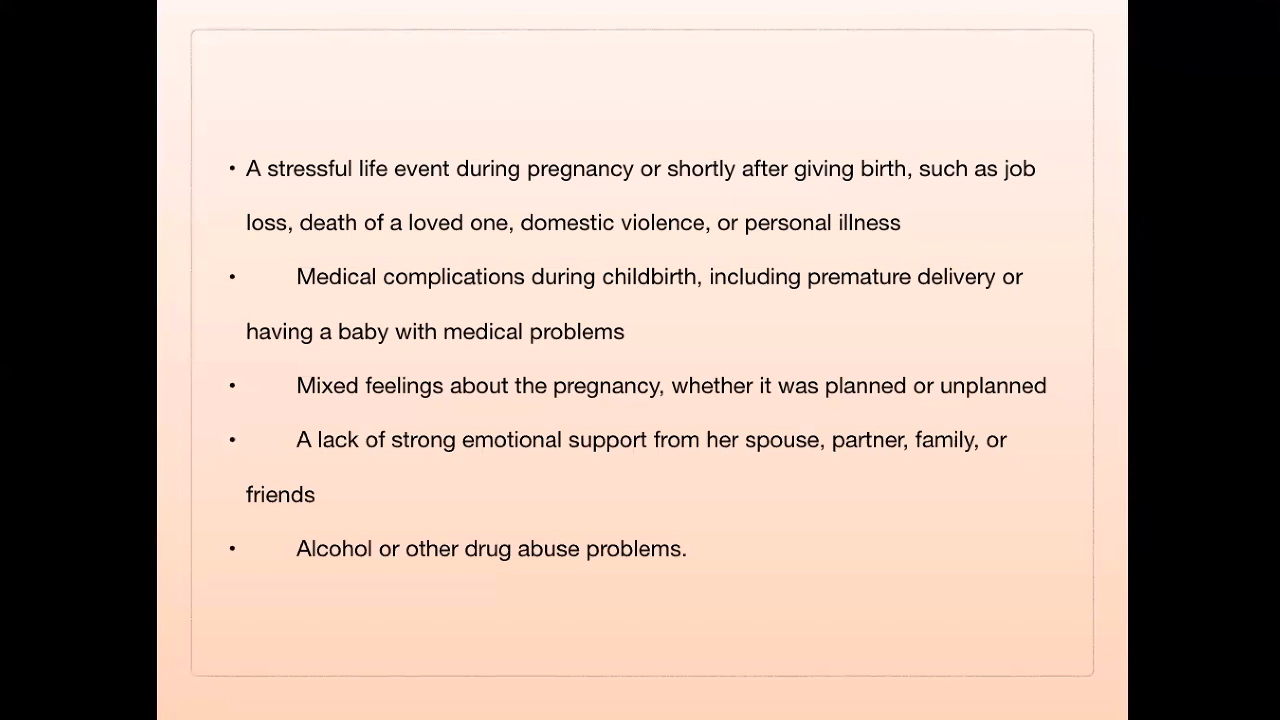 • A stressful life event during pregnancy or shortly after giving birth, such as job
loss, death of a loved one, domestic violence, or personal illness
• Medical complications during childbirth, including premature delivery or
having a baby with medical problems
• Mixed feelings about the pregnancy, whether it was planned or unplanned
• A lack of strong emotional support from her spouse, partner, family, or
friends
• Alcohol or other drug abuse problems.